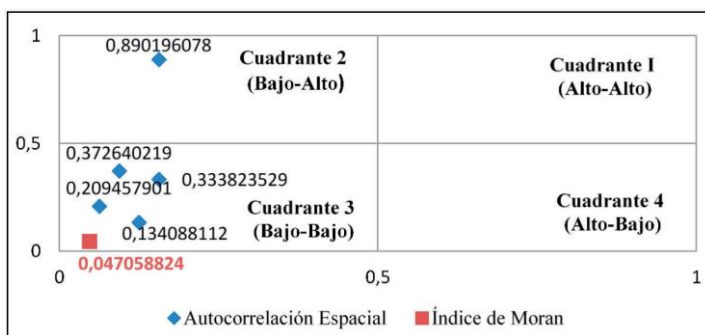 1
0,890196078
Cuadrante 2
(Bajo-Alto)
Cuadrante I
(Alto-Alto)
0,5
0,372640219
0,333823529
0,209457901
Cuadrante 3
(Bajo-Bajo)
Cuadrante 4
(Alto-Bajo)
0,134088112
0
0,047058824
0
0,5
1
Autocorrelación Espacial
Índice de Moran